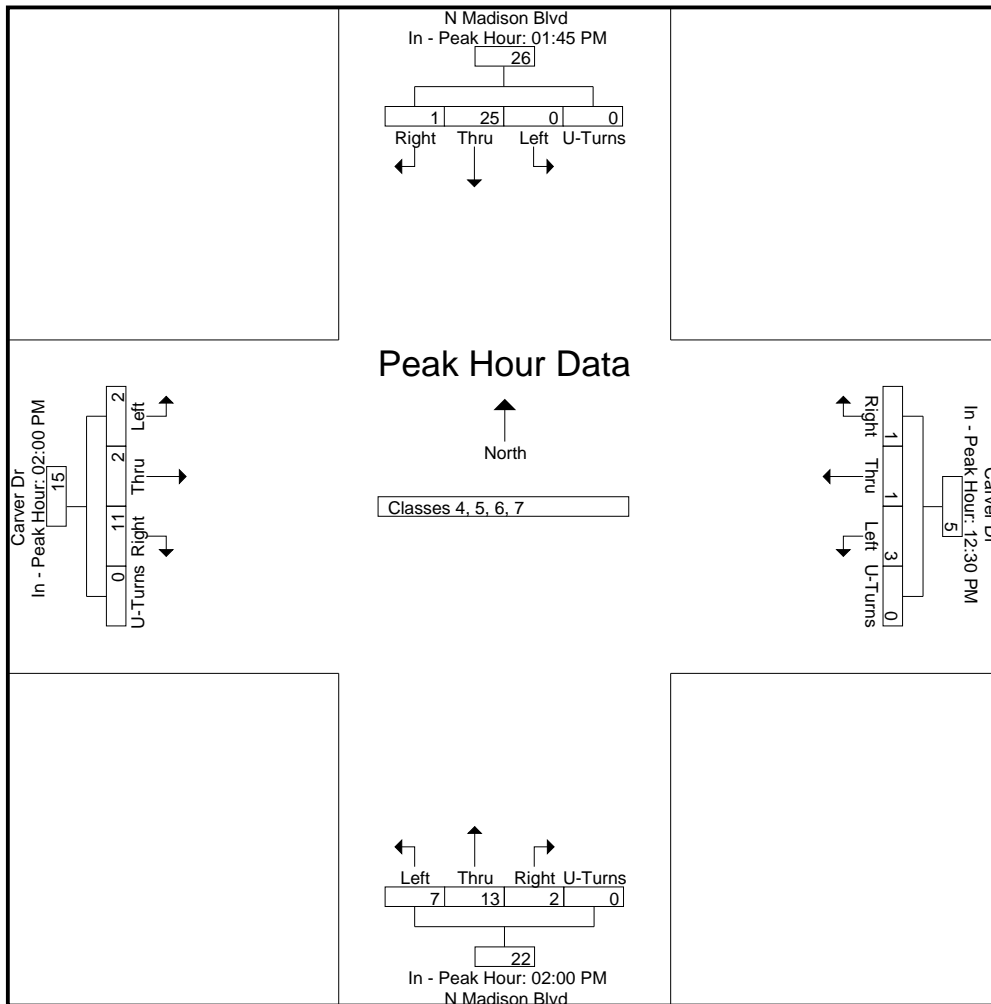 N Madison Blvd
In - Peak Hour: 01:45 PM
26
1 25 0 0
Right Thru Left U-Turns
Peak Hour Data
North
Classes 4, 5, 6, 7
Carver Dr
In - Peak Hour: 02:00 PM
15
2 2 11 0
Left Thru Right U-Turns
Right Thru Left U-Turns
1 1 3 0
5
In - Peak Hour: 12:30 PM
Carver Dr
Left Thru Right U-Turns
7 13 2 0
22
In - Peak Hour: 02:00 PM
N Madison Blvd